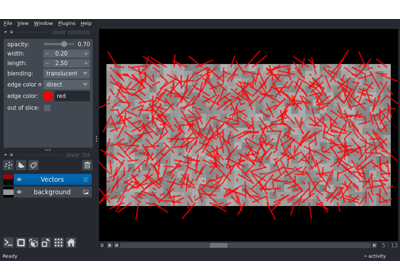 File View Window Plugins Help
layer controls
opacity: 0.70
width: 0.20
length: 2.50
blending: translucent
edge color m direct
edge color: red
out of slice:
layer list
Vectors
background
0
5 13
Ready
activity